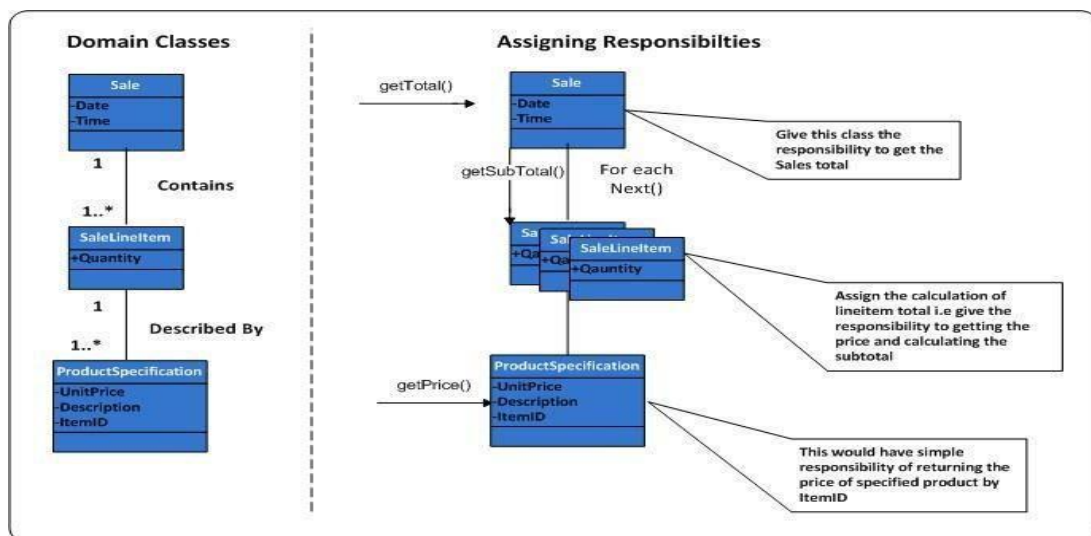 Domain Classes
Sale
-Date
-Time
1
Contains
1..*
SaleLineItem
+Quantity
1
Described By
1..*
ProductSpecification
-UnitPrice
-Description
-ItemID
Assigning Responsibilties
getTotal()
Sale
-Date
-Time
Give this class the
responsibility to get the
Sales total
getSubTotal()
For each
Next()
Sa
+Qa
Sal
+Qa
SaleLineItem
+Qauntity
Assign the calculation of
lineitem total i.e give the
responsibility to getting the
price and calculating the
subtotal
getPrice()
ProductSpecification
-UnitPrice
-Description
-ItemID
This would have simple
responsibility of returning the
price of specified product by
ItemID